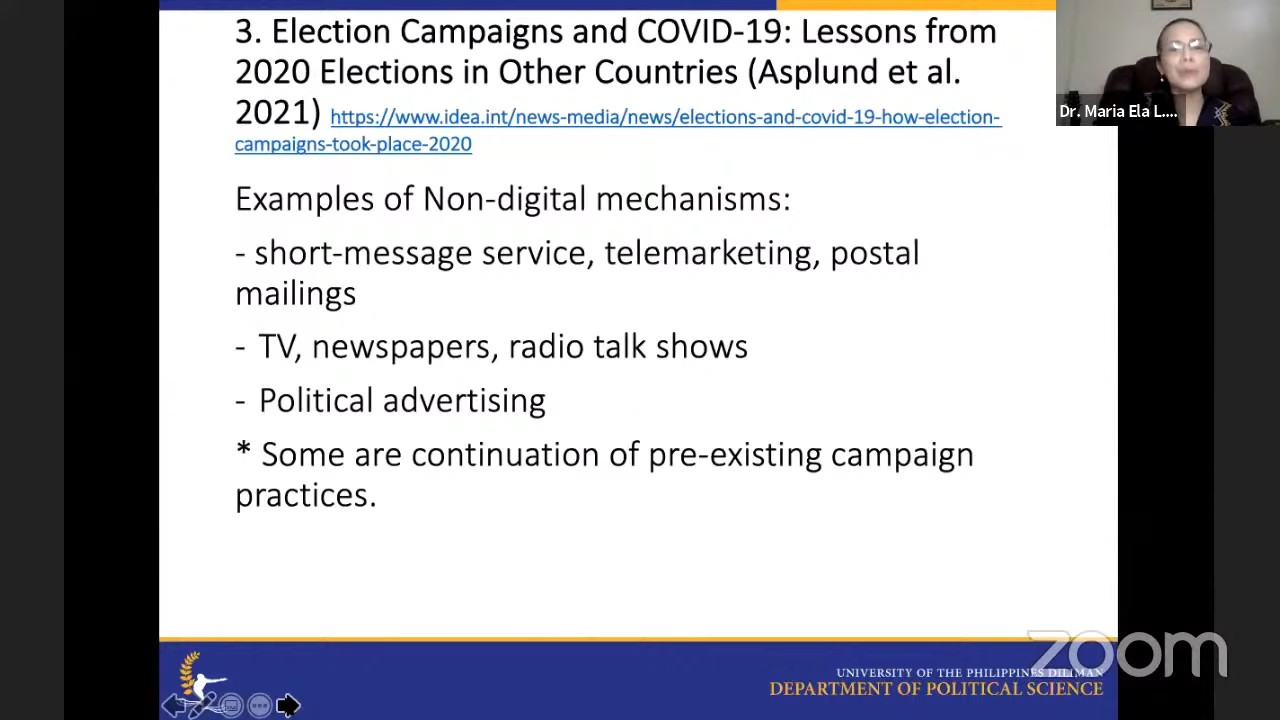 3. Election Campaigns and COVID-19: Lessons from
2020 Elections in Other Countries (Asplund et al.
2021) https://www.idea.int/news-media/news/elections-and-covid-19-how-election-
campaigns-took-place-2020
Dr. Maria Ela L....
Examples of Non-digital mechanisms:
- short-message service, telemarketing, postal
mailings
- TV, newspapers, radio talk shows
- Political advertising
* Some are continuation of pre-existing campaign
practices.
zoom
UNIVERSITY OF THE PHILIPPINES DILIMAN
DEPARTMENT OF POLITICAL SCIENCE